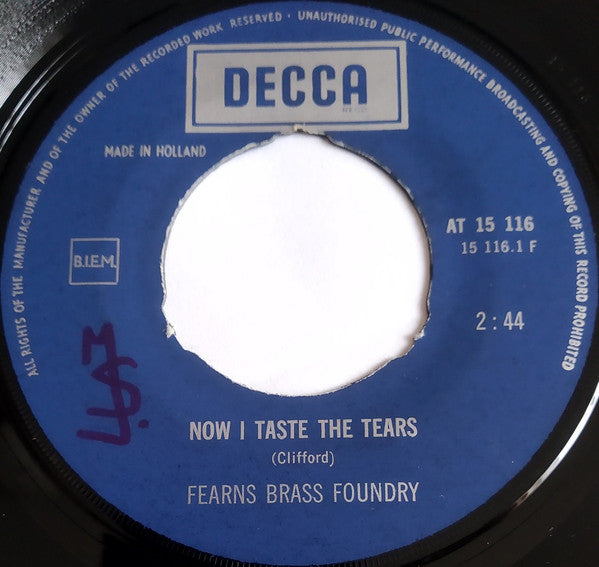 ALL RIGHTS OF THE MANUFACTURER AND OF THE OWNER OF THE RECORDED WORK RESERVED · UNAUTHORISED PUBLIC PERFORMANCE BROADCASTING AND COPYING OF THIS RECORD PROHIBITED
DECCA
MADE IN HOLLAND
AT 15 116
15 116.1 F
B.I.E.M.
2:44
NOW I TASTE THE TEARS
(Clifford)
FEARNS BRASS FOUNDRY